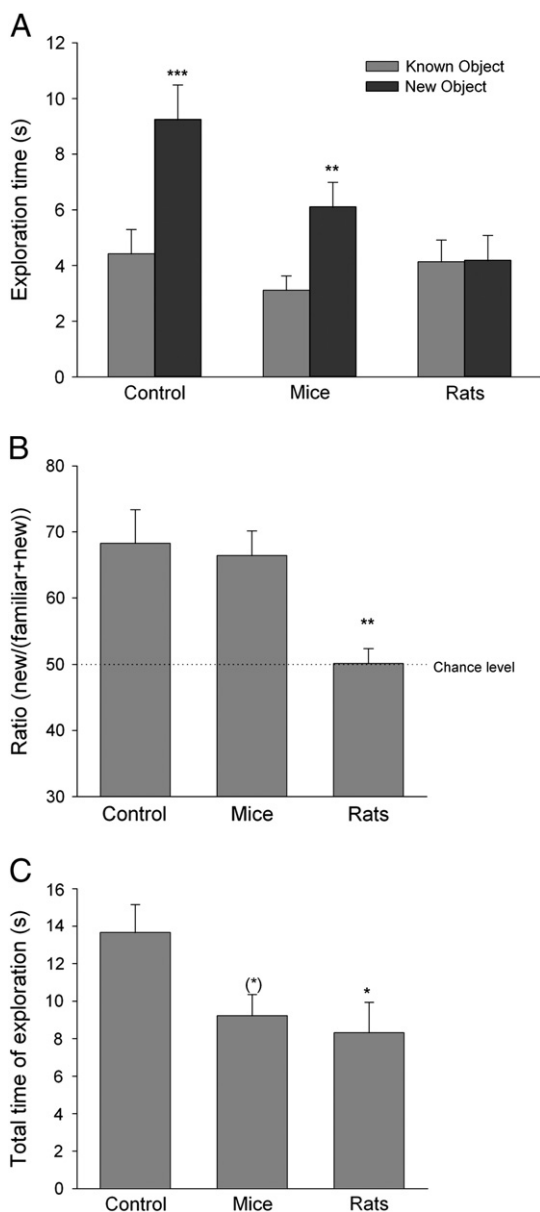 A
Exploration time (s)
12
10
8
6
4
2
0
***
**
Known Object
New Object
Control Mice Rats
B
Ratio (new/(familiar+new))
80
70
60
50
40
30
**
Chance level
Control Mice Rats
C
Total time of exploration (s)
16
14
12
10
8
6
4
2
0
(*)
*
Control Mice Rats